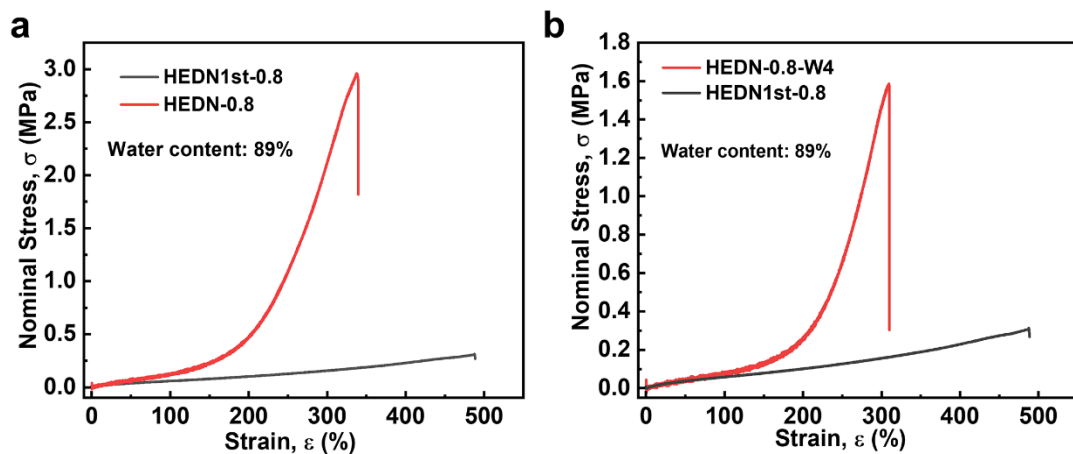 a
HEDN1st-0.8
HEDN-0.8
Water content: 89%
Nominal Stress, σ (MPa)
3.0
2.5
2.0
1.5
1.0
0.5
0.0
0 100 200 300 400 500
Strain, ε (%)
b
HEDN-0.8-W4
HEDN1st-0.8
Water content: 89%
Nominal Stress, σ (MPa)
1.8
1.6
1.4
1.2
1.0
0.8
0.6
0.4
0.2
0.0
0 100 200 300 400 500
Strain, ε (%)